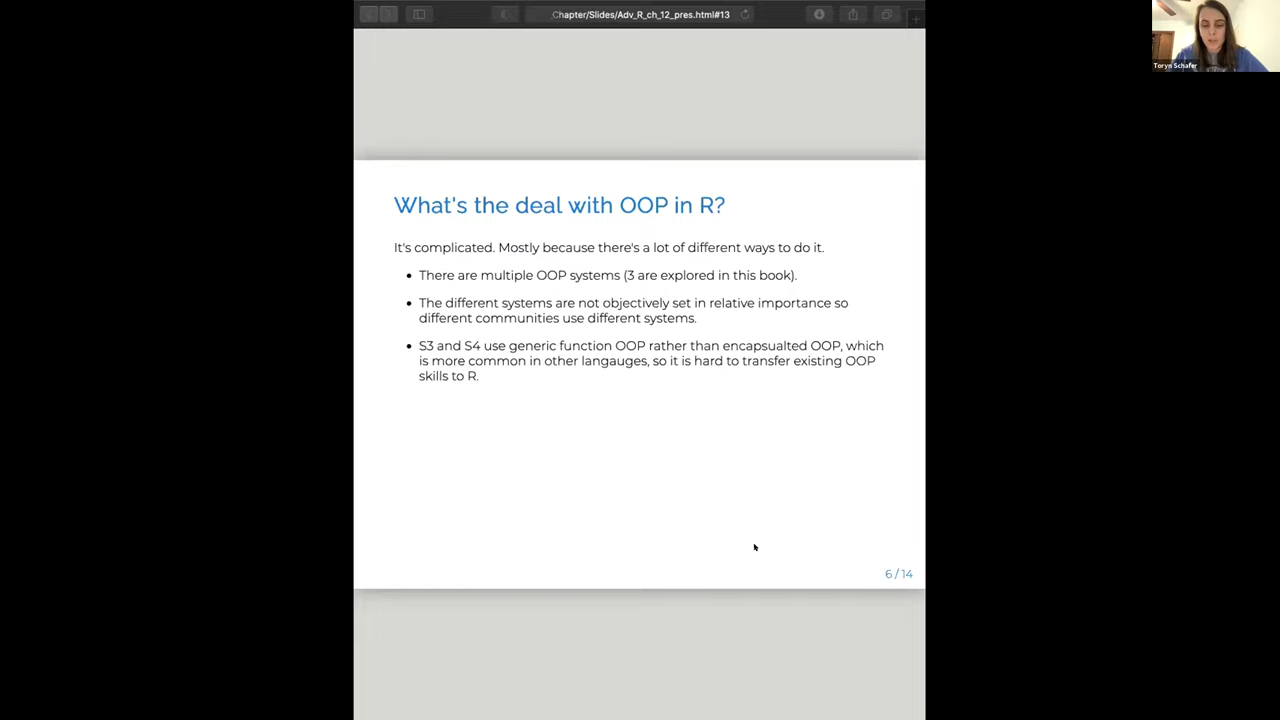 Chapter/Slides/Adv_R_ch_12_pres.html#13
Toryn Schafer
What's the deal with OOP in R?
It's complicated. Mostly because there's a lot of different ways to do it.
• There are multiple OOP systems (3 are explored in this book).
• The different systems are not objectively set in relative importance so
different communities use different systems.
• S3 and S4 use generic function OOP rather than encapsualted OOP, which
is more common in other langauges, so it is hard to transfer existing OOP
skills to R.
6 / 14